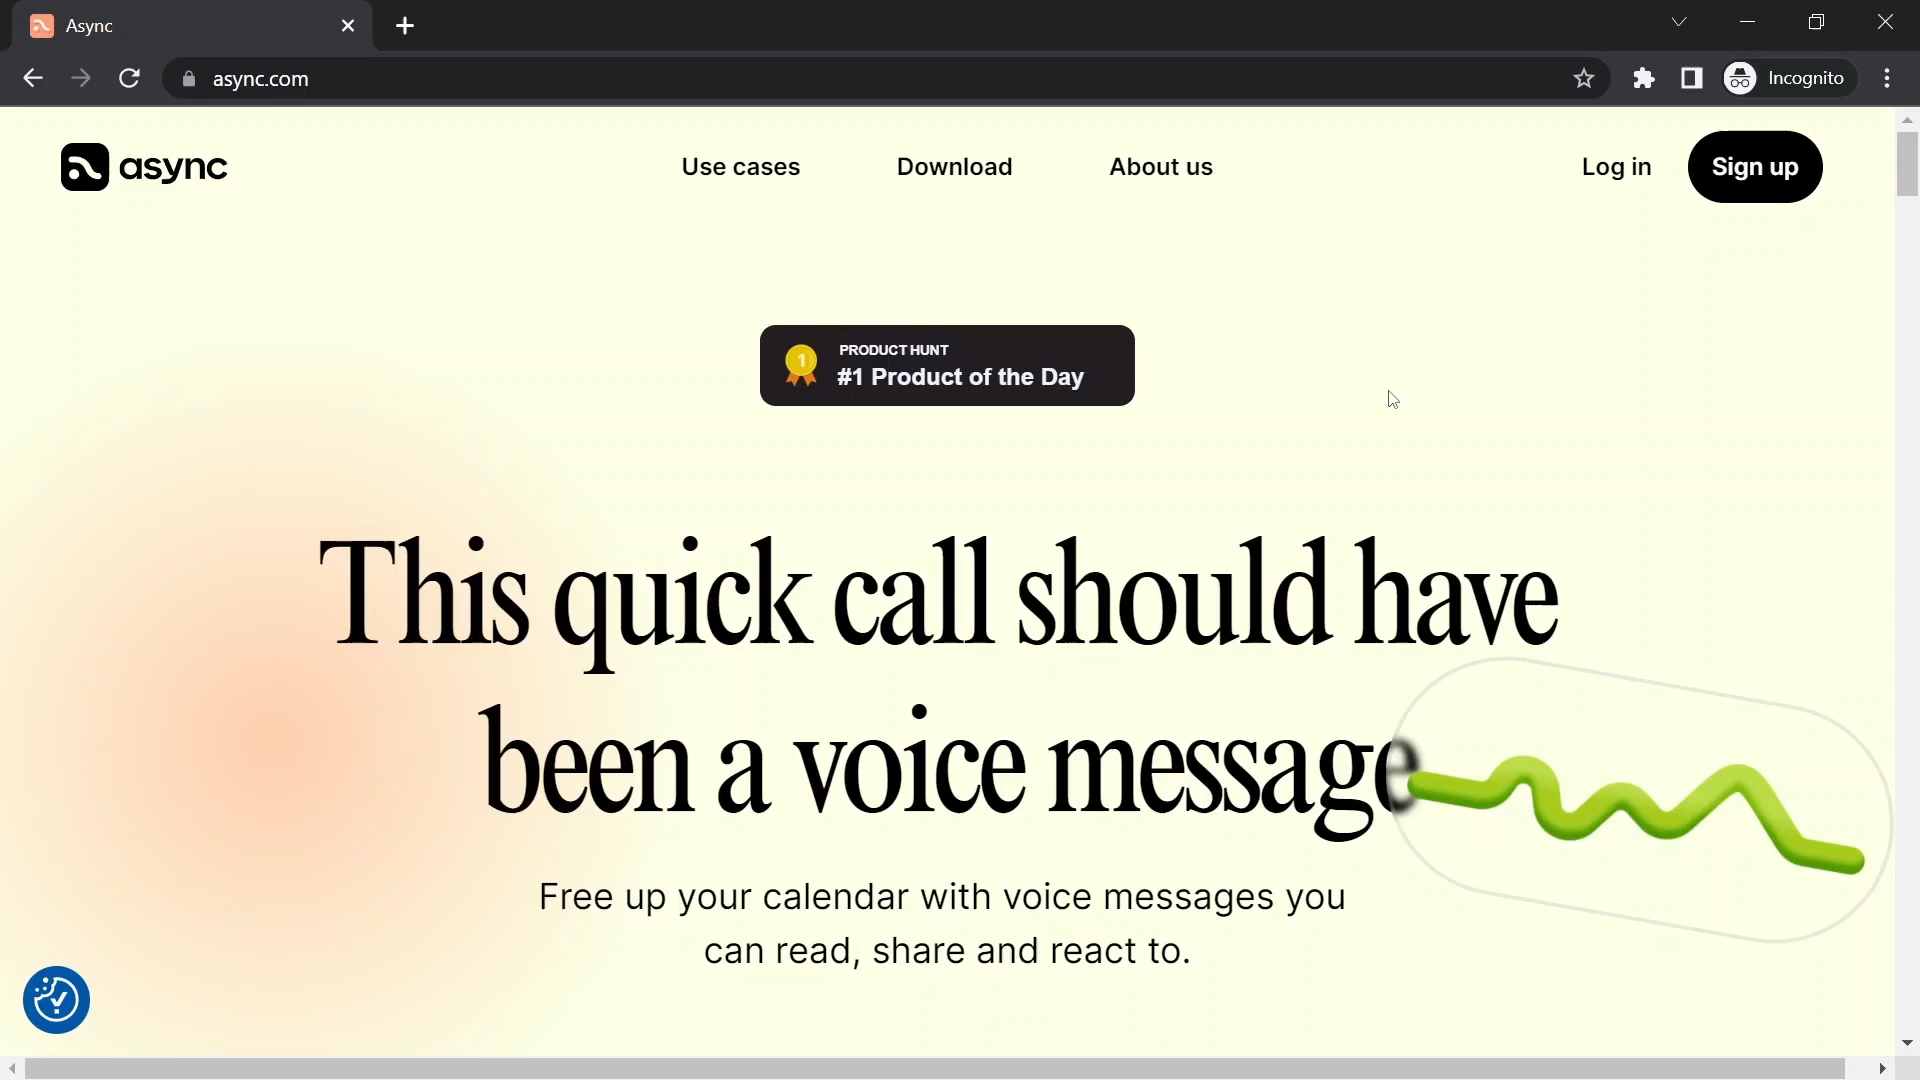 Async
async.com
Incognito
async
Use cases
Download
About us
Log in
Sign up
1
PRODUCT HUNT
#1 Product of the Day
This quick call should have
been a voice message
Free up your calendar with voice messages you
can read, share and react to.